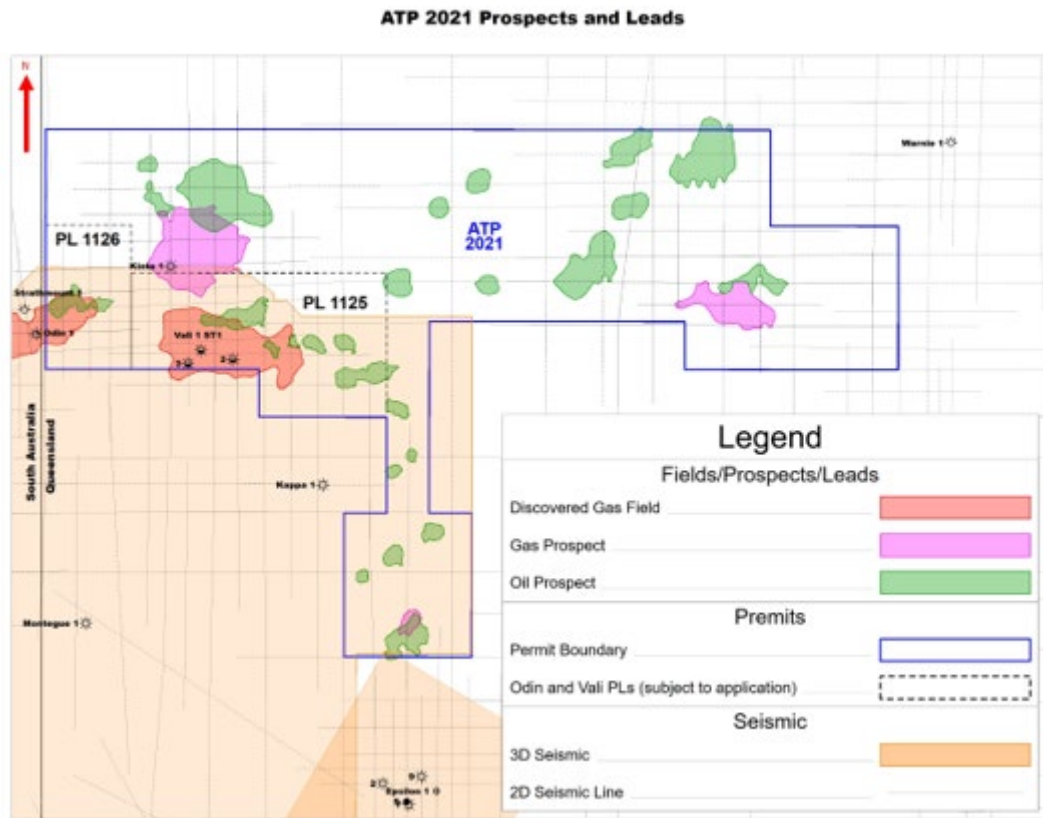 ATP 2021 Prospects and Leads
N
Warnie 1
PL 1126
ATP
2021
Kinta 1
PL 1125
Strathmount 1
Odin 1
Vali 1 ST1
3
2
South Australia
Queensland
Kappa 1
Montegue 1
2
9
Epsilon 1
Legend
Fields/Prospects/Leads
Discovered Gas Field
Gas Prospect
Oil Prospect
Premits
Permit Boundary
Odin and Vali PLs (subject to application)
Seismic
3D Seismic
2D Seismic Line